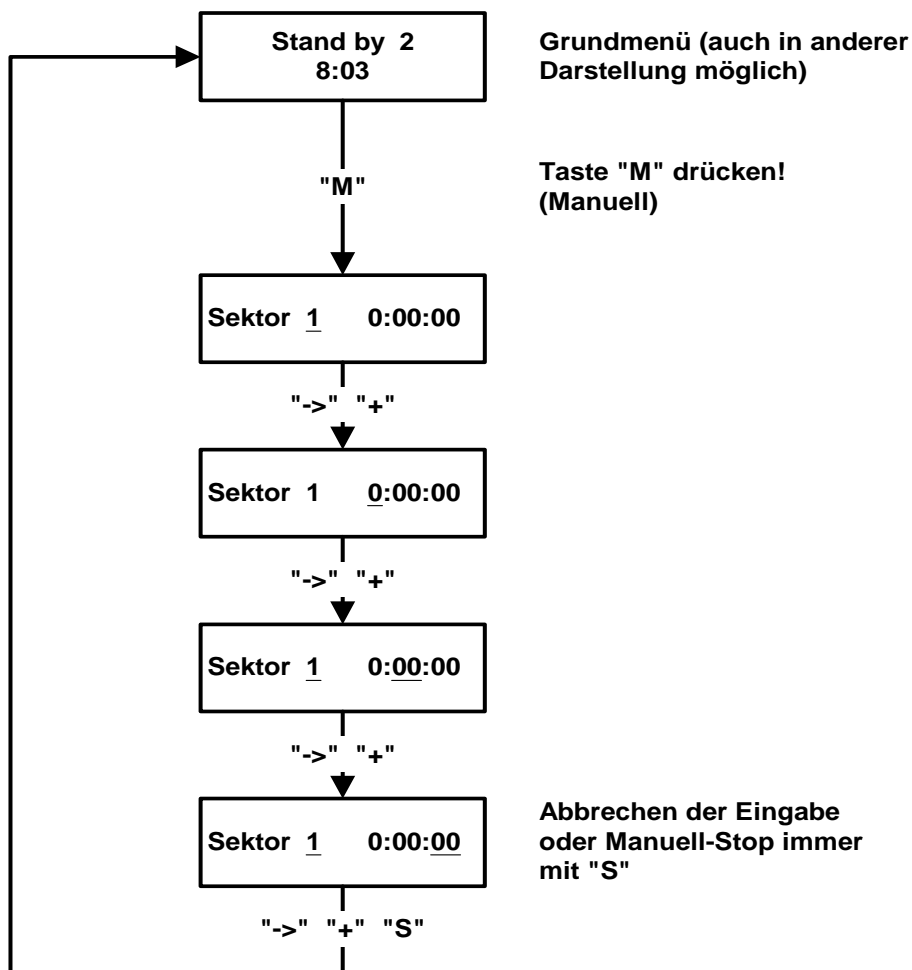 Stand by 2
8:03
Grundmenü (auch in anderer
Darstellung möglich)
"M"
Taste "M" drücken!
(Manuell)
Sektor 1 0:00:00
"->" "+"
Sektor 1 0:00:00
"->" "+"
Sektor 1 0:00:00
"->" "+"
Sektor 1 0:00:00
Abbrechen der Eingabe
oder Manuell-Stop immer
mit "S"
"->" "+" "S"